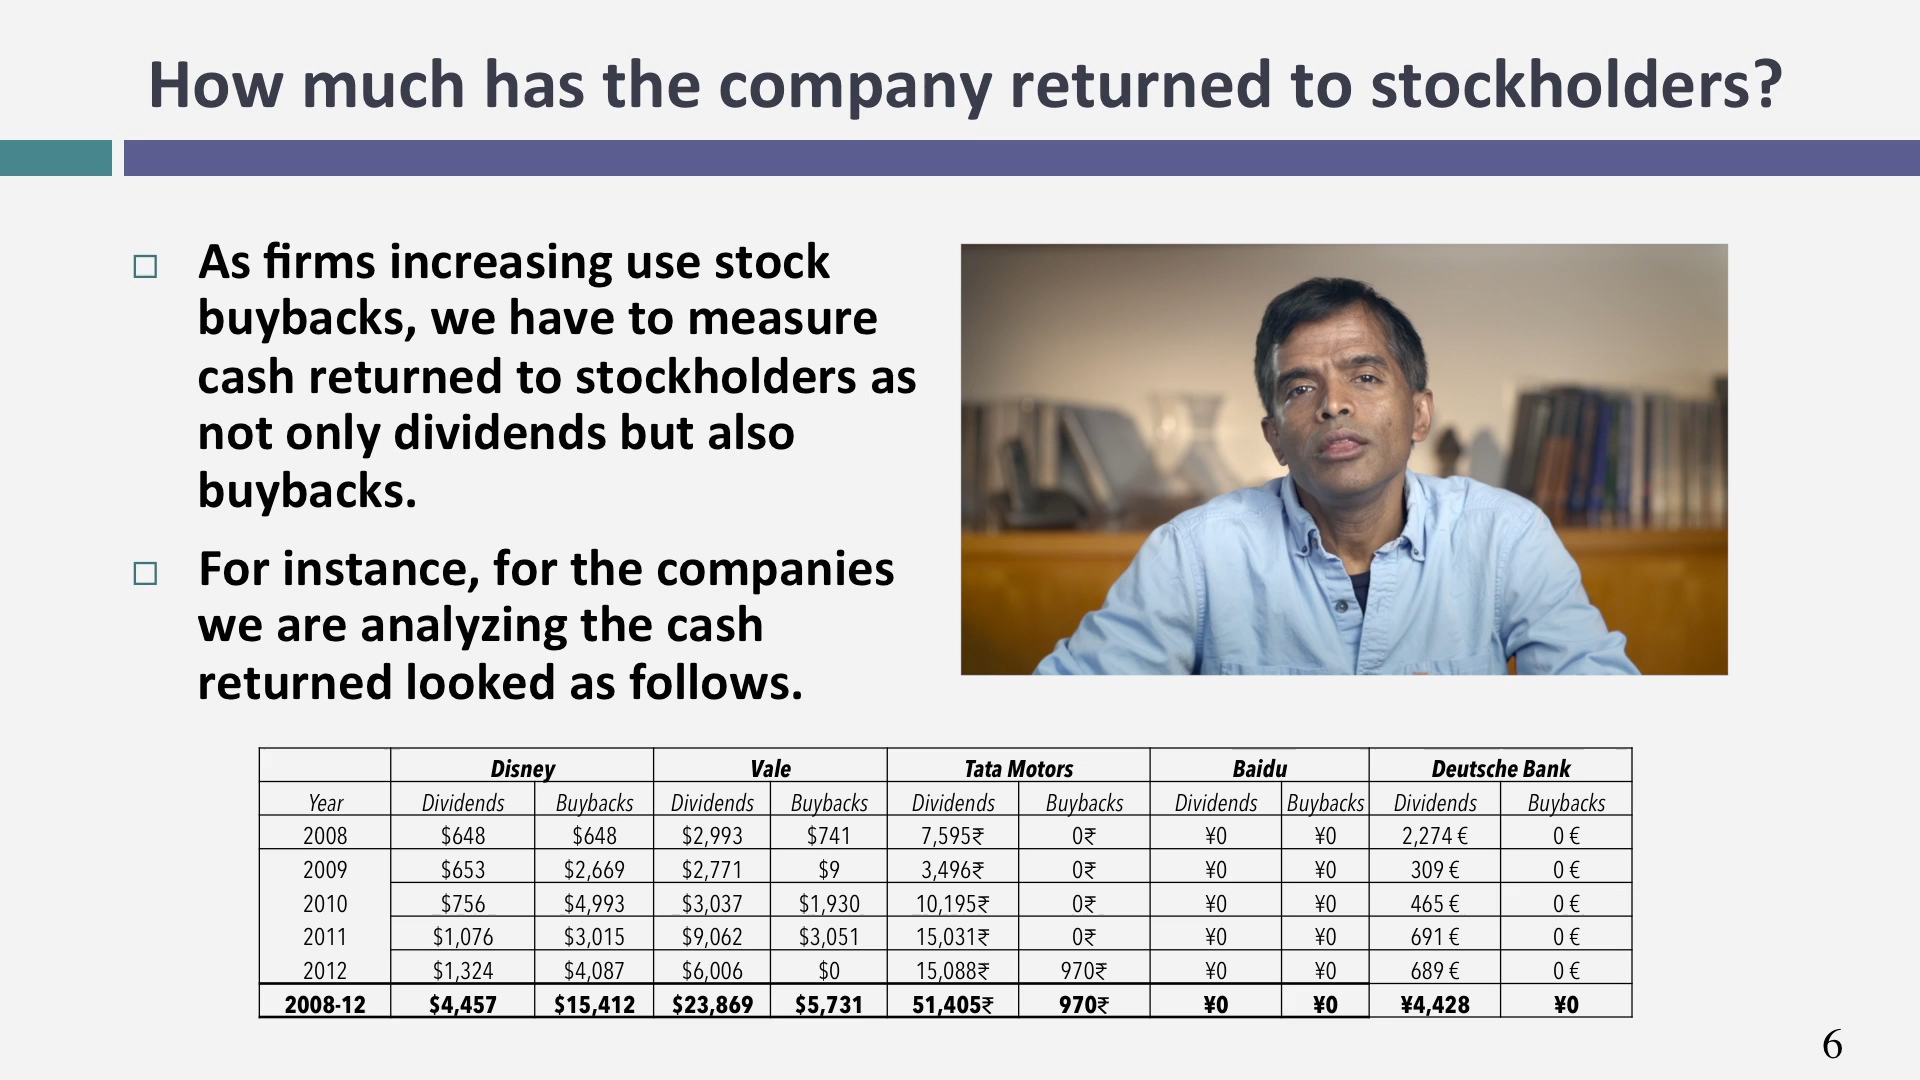 How much has the company returned to stockholders?
As firms increasing use stock
buybacks, we have to measure
cash returned to stockholders as
not only dividends but also
buybacks.
For instance, for the companies
we are analyzing the cash
returned looked as follows.
Disney Vale Tata Motors Baidu Deutsche Bank
Year Dividends Buybacks Dividends Buybacks Dividends Buybacks Dividends Buybacks Dividends Buybacks
2008 $648 $648 $2,993 $741 7,595₹ 0₹ ¥0 ¥0 2,274 € 0 €
2009 $653 $2,669 $2,771 $9 3,496₹ 0₹ ¥0 ¥0 309 € 0 €
2010 $756 $4,993 $3,037 $1,930 10,195₹ 0₹ ¥0 ¥0 465 € 0 €
2011 $1,076 $3,015 $9,062 $3,051 15,031₹ 0₹ ¥0 ¥0 691 € 0 €
2012 $1,324 $4,087 $6,006 $0 15,088₹ 970₹ ¥0 ¥0 689 € 0 €
2008-12 $4,457 $15,412 $23,869 $5,731 51,405₹ 970₹ ¥0 ¥0 ¥4,428 ¥0
6